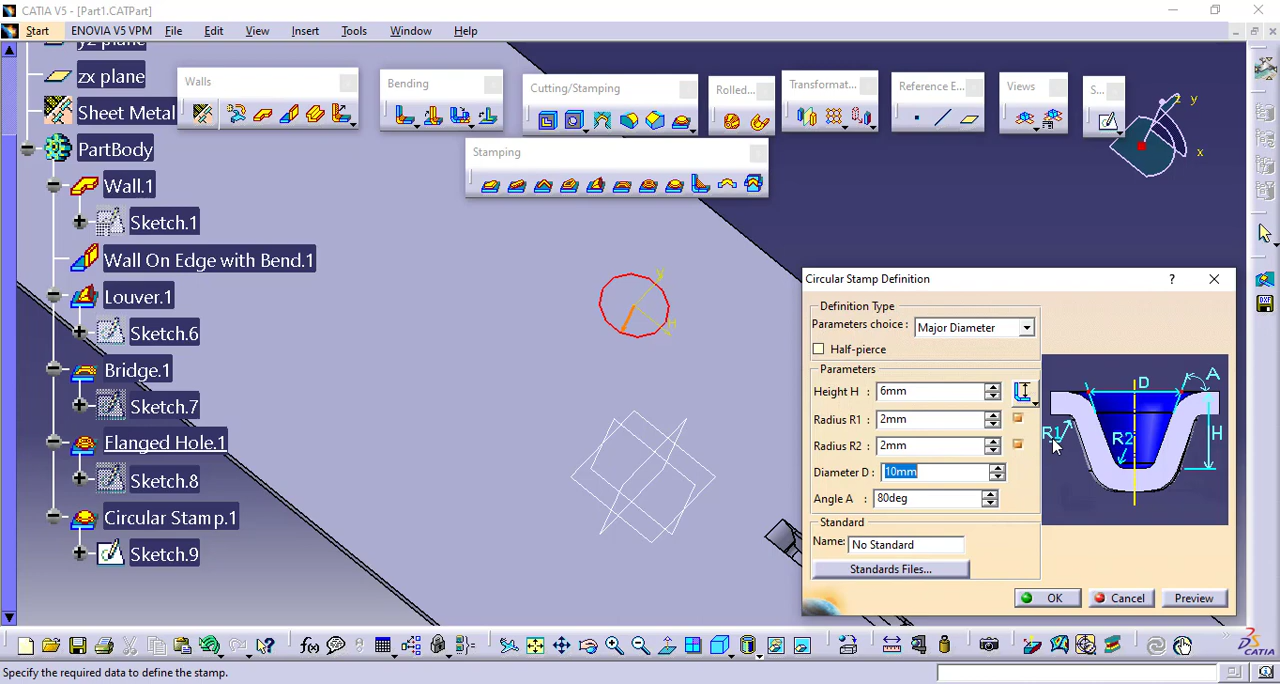 CATIA V5 - [Part1.CATPart]
Start ENOVIA V5 VPM File Edit View Insert Tools Window Help
yz plane
zx plane
Sheet Metal
PartBody
Wall.1
Sketch.1
Wall On Edge with Bend.1
Louver.1
Sketch.6
Bridge.1
Sketch.7
Flanged Hole.1
Sketch.8
Circular Stamp.1
Sketch.9
Walls
Bending
Cutting/Stamping
Rolled...
Transformat...
Reference E...
Views
S...
Stamping
z y
x
y
H
Circular Stamp Definition ?
Definition Type
Parameters choice : Major Diameter
Half-pierce
Parameters
Height H : 6mm
Radius R1 : 2mm
Radius R2 : 2mm
Diameter D : 10mm
Angle A : 80deg
Standard
Name: No Standard
Standards Files...
OK Cancel Preview
D A
R1 R2 H
f(x)
DXF
CATIA
Specify the required data to define the stamp.